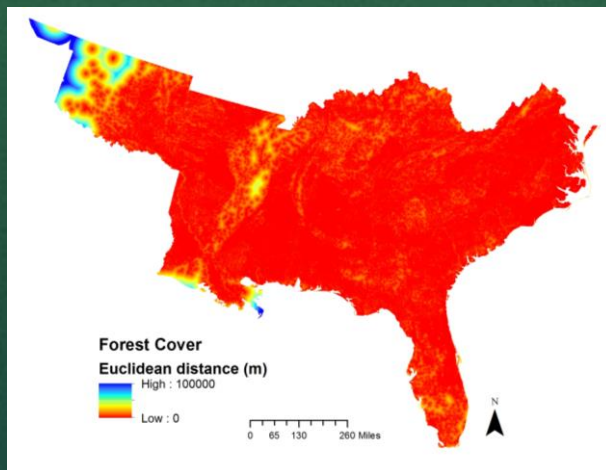 Forest Cover
Euclidean distance (m)
High : 100000
Low : 0
0 65 130 260 Miles
N